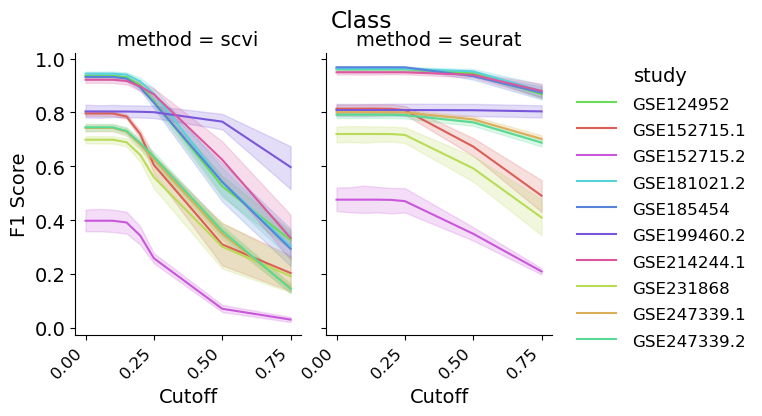 Class
method = scvi
method = seurat
F1 Score
1.0
0.8
0.6
0.4
0.2
0.0
0.00
0.25
0.50
0.75
0.00
0.25
0.50
0.75
Cutoff
Cutoff
study
GSE124952
GSE152715.1
GSE152715.2
GSE181021.2
GSE185454
GSE199460.2
GSE214244.1
GSE231868
GSE247339.1
GSE247339.2